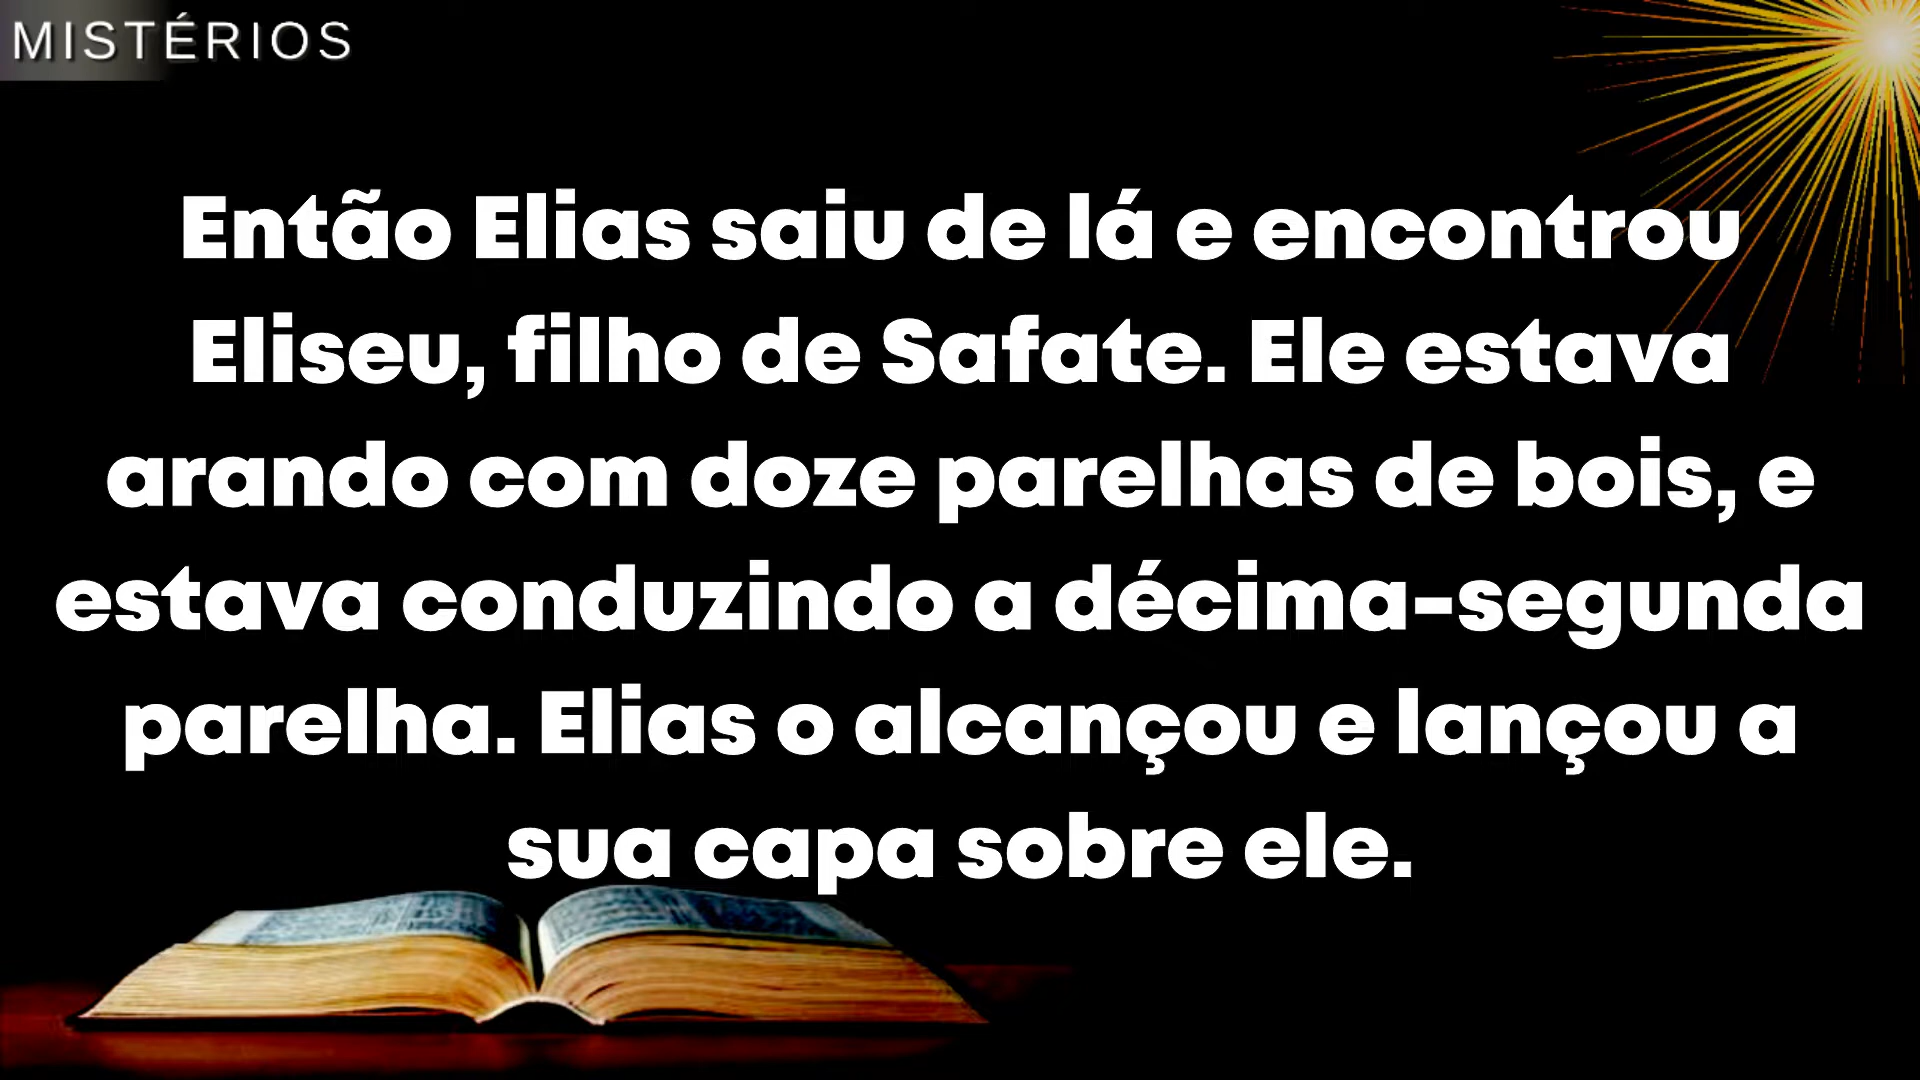 MISTÉRIOS
Então Elias saiu de lá e encontrou
Eliseu, filho de Safate. Ele estava
arando com doze parelhas de bois, e
estava conduzindo a décima-segunda
parelha. Elias o alcançou e lançou a
sua capa sobre ele.